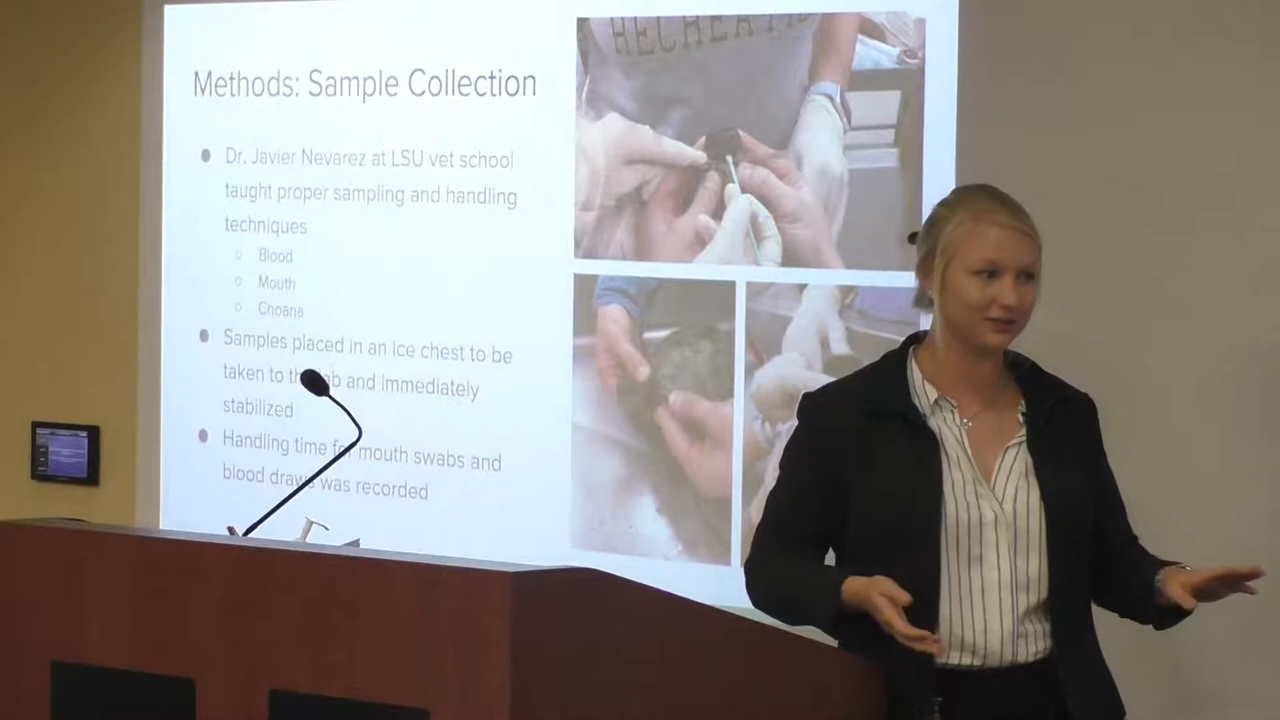 Methods: Sample Collection
● Dr. Javier Nevarez at LSU vet school
taught proper sampling and handling
techniques
○ Blood
○ Mouth
○ Choana
● Samples placed in an ice chest to be
taken to the lab and immediately
stabilized
● Handling time for mouth swabs and
blood draws was recorded